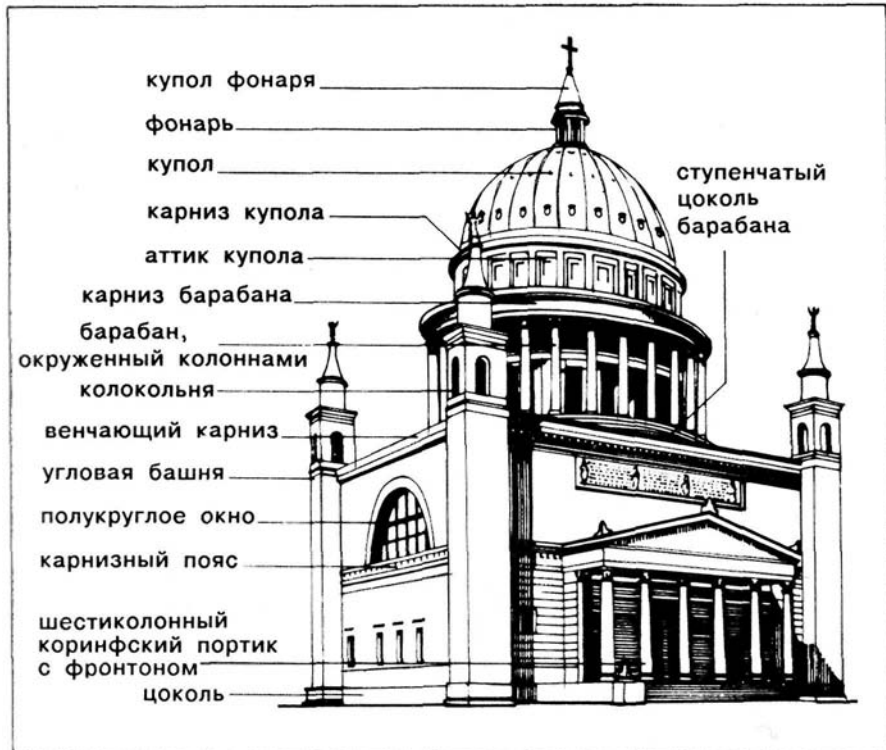 купол фонаря
фонарь
купол
ступенчатый
цоколь
барабана
карниз купола
аттик купола
карниз барабана
барабан,
окруженный колоннами
колокольня
венчающий карниз
угловая башня
полукруглое окно
карнизный пояс
шестиколонный
коринфский портик
с фронтоном
цоколь